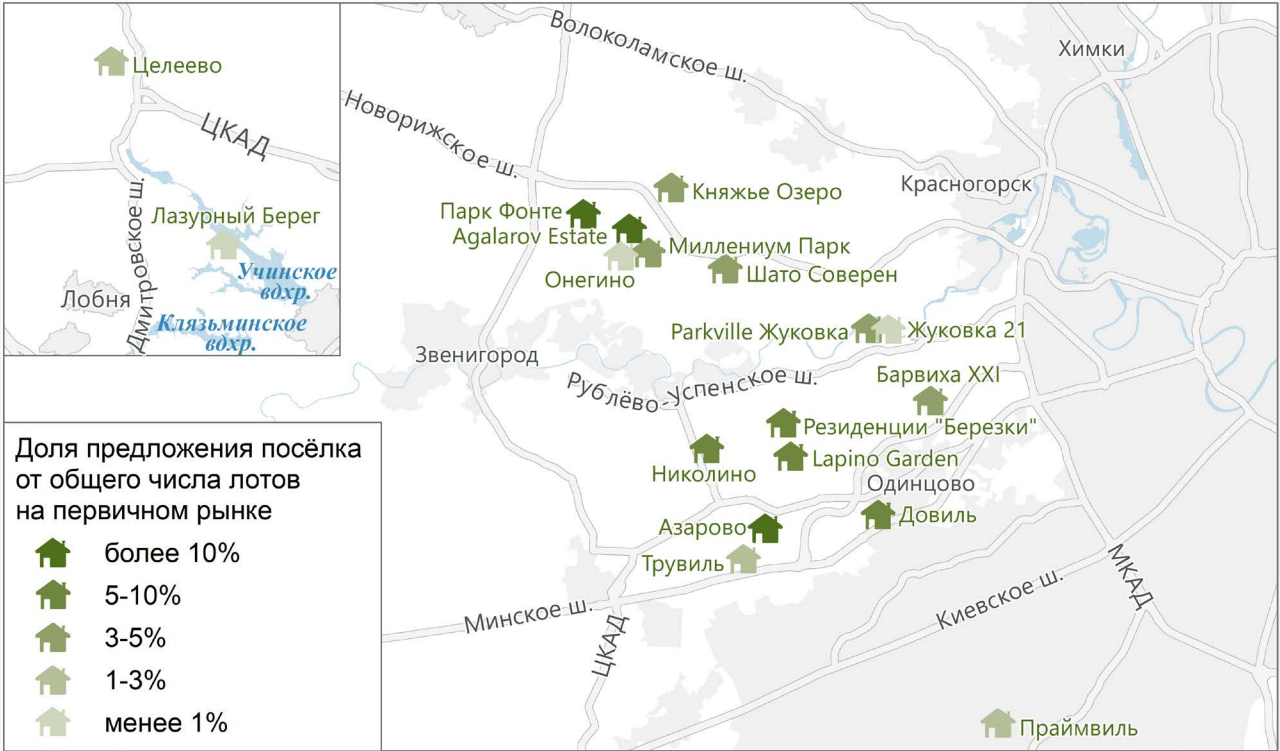 Целеево
ЦКАД
Дмитровское ш.
Лазурный Берег
Учинское
вдхр.
Лобня
Клязьминское
вдхр.
Волоколамское ш.
Химки
Новорижское ш.
Княжье Озеро
Красногорск
Парк Фонте
Agalarov Estate
Миллениум Парк
Онегино
Шато Соверен
Parkville Жуковка
Жуковка 21
Звенигород
Рублёво-Успенское ш.
Барвиха XXI
Резиденции "Березки"
Николино
Lapino Garden
Одинцово
Азарово
Довиль
Трувиль
Минское ш.
ЦКАД
Киевское ш.
МКАД
Праймвиль
Доля предложения посёлка
от общего числа лотов
на первичном рынке
более 10%
5-10%
3-5%
1-3%
менее 1%